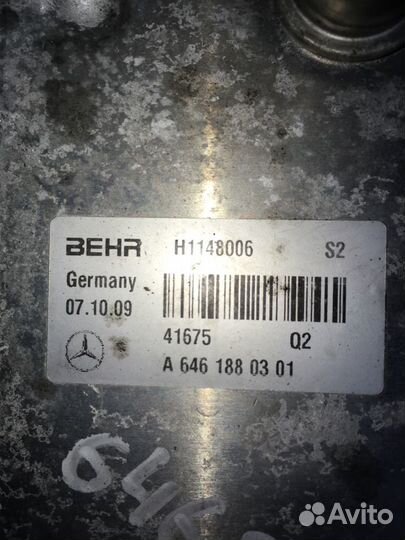 BEHR H1148006 S2
Germany
07.10.09
41675 Q2
A 646 188 03 01
646
Avito